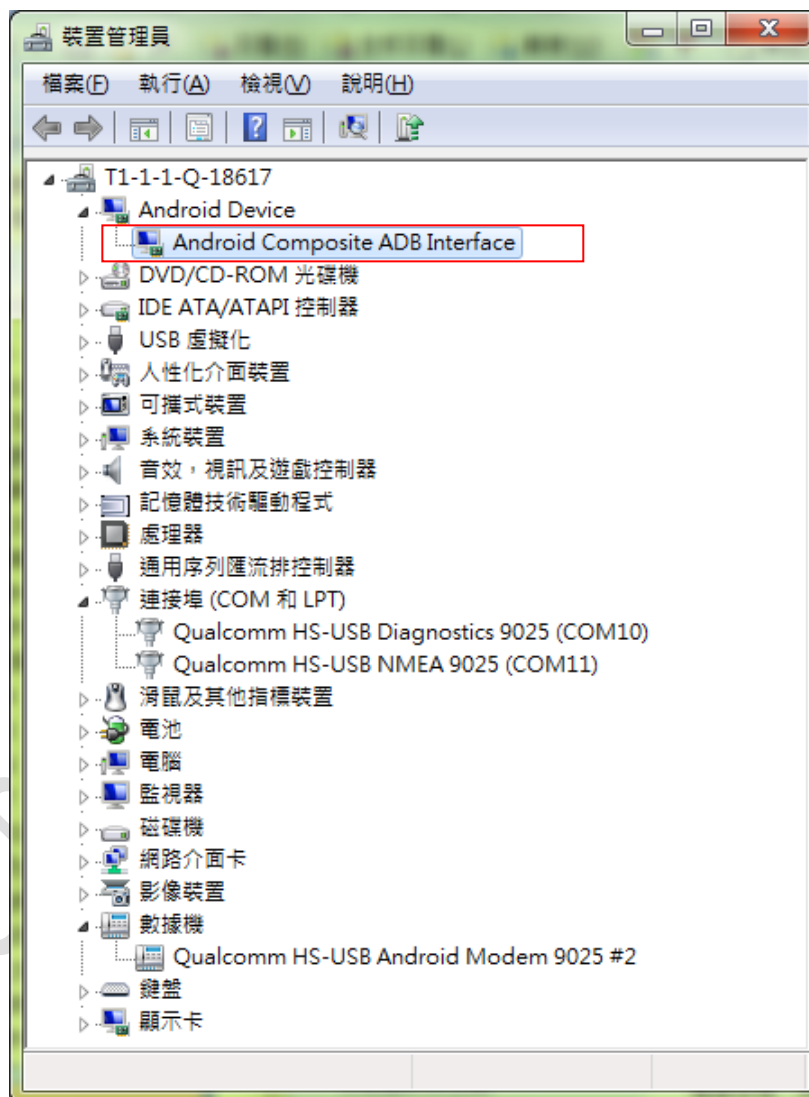 裝置管理員
檔案(F) 執行(A) 檢視(V) 說明(H)
T1-1-1-Q-18617
Android Device
Android Composite ADB Interface
DVD/CD-ROM 光碟機
IDE ATA/ATAPI 控制器
USB 虛擬化
人性化介面裝置
可攜式裝置
系統裝置
音效，視訊及遊戲控制器
記憶體技術驅動程式
處理器
通用序列匯流排控制器
連接埠 (COM 和 LPT)
Qualcomm HS-USB Diagnostics 9025 (COM10)
Qualcomm HS-USB NMEA 9025 (COM11)
滑鼠及其他指標裝置
電池
電腦
監視器
磁碟機
網路介面卡
影像裝置
數據機
Qualcomm HS-USB Android Modem 9025 #2
鍵盤
顯示卡